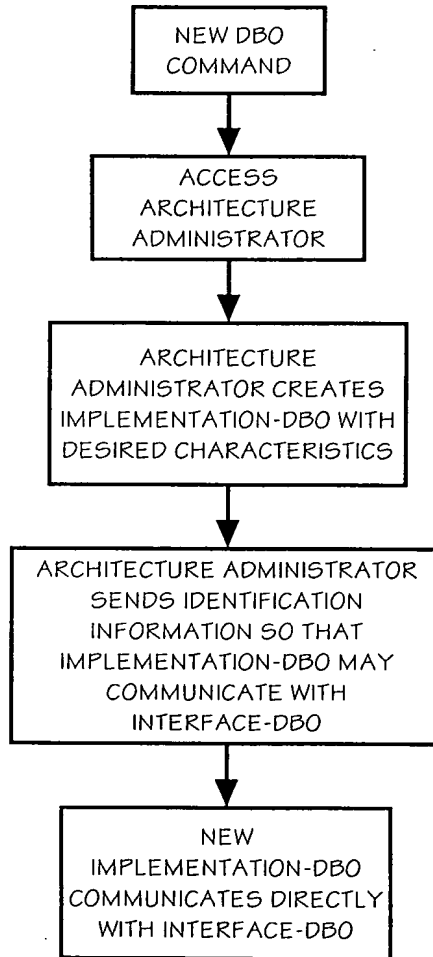 NEW DBO
COMMAND
ACCESS
ARCHITECTURE
ADMINISTRATOR
ARCHITECTURE
ADMINISTRATOR CREATES
IMPLEMENTATION-DBO WITH
DESIRED CHARACTERISTICS
ARCHITECTURE ADMINISTRATOR
SENDS IDENTIFICATION
INFORMATION SO THAT
IMPLEMENTATION-DBO MAY
COMMUNICATE WITH
INTERFACE-DBO
NEW
IMPLEMENTATION-DBO
COMMUNICATES DIRECTLY
WITH INTERFACE-DBO